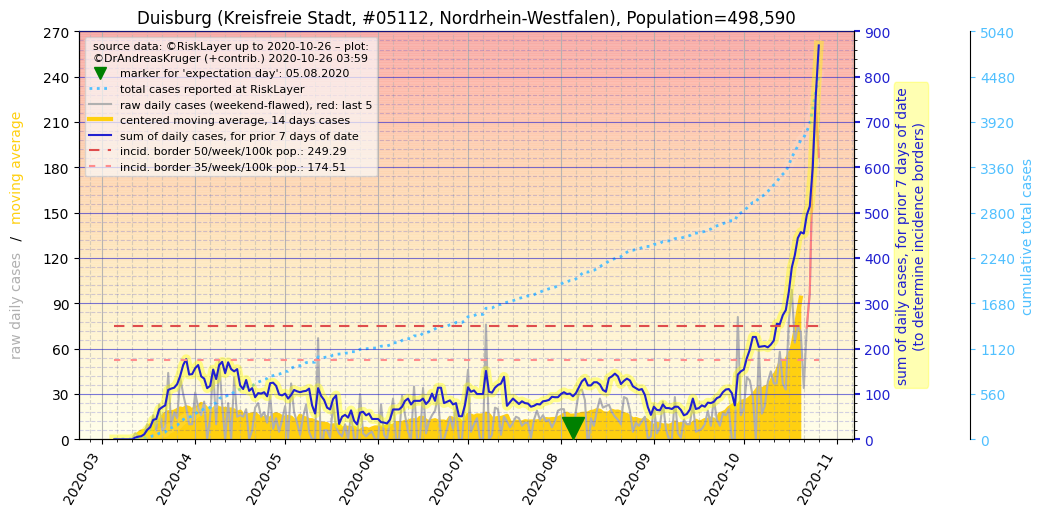 Duisburg (Kreisfreie Stadt, #05112, Nordrhein-Westfalen), Population=498,590
source data: ©RiskLayer up to 2020-10-26 – plot:
©DrAndreasKruger (+contrib.) 2020-10-26 03:59
marker for 'expectation day': 05.08.2020
total cases reported at RiskLayer
raw daily cases (weekend-flawed), red: last 5
centered moving average, 14 days cases
sum of daily cases, for prior 7 days of date
incid. border 50/week/100k pop.: 249.29
incid. border 35/week/100k pop.: 174.51
raw daily cases / moving average
270
240
210
180
150
120
90
60
30
0
2020-03
2020-04
2020-05
2020-06
2020-07
2020-08
2020-09
2020-10
2020-11
900
800
700
600
500
400
300
200
100
0
sum of daily cases, for prior 7 days of date
(to determine incidence borders)
5040
4480
3920
3360
2800
2240
1680
1120
560
0
cumulative total cases